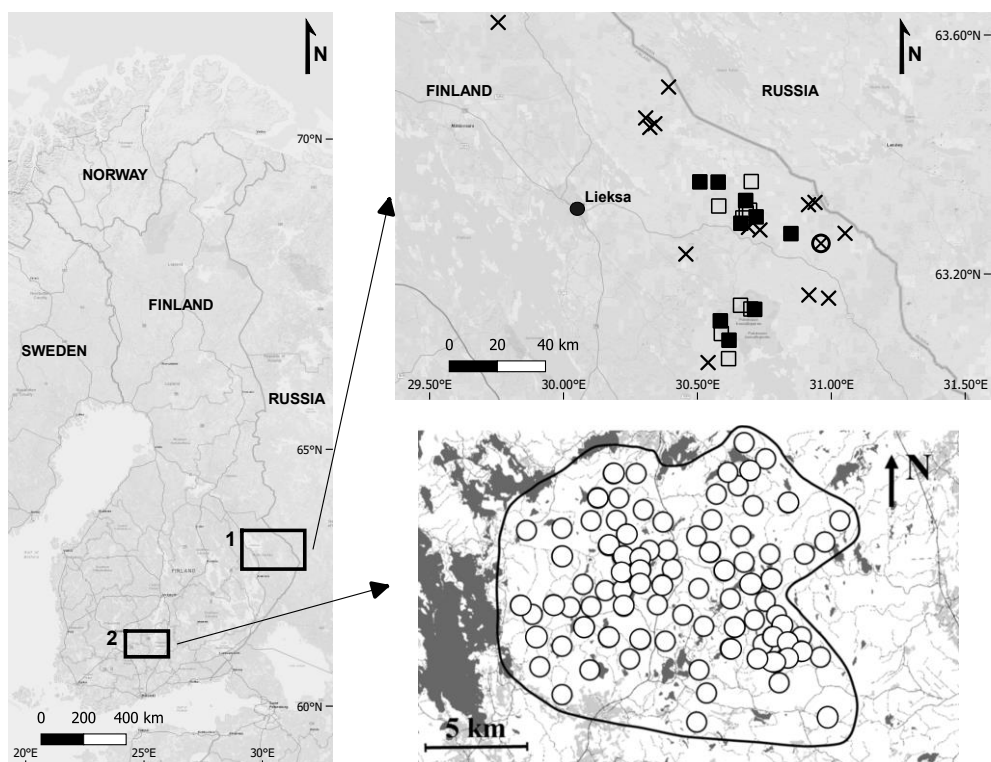 N
70°N
NORWAY
FINLAND
SWEDEN
RUSSIA
65°N
1
2
0 200 400 km
60°N
20°E 25°E 30°E
N
63.60°N
FINLAND
RUSSIA
Lieksa
63.20°N
0 20 40 km
29.50°E 30.00°E 30.50°E 31.00°E 31.50°E
N
5 km